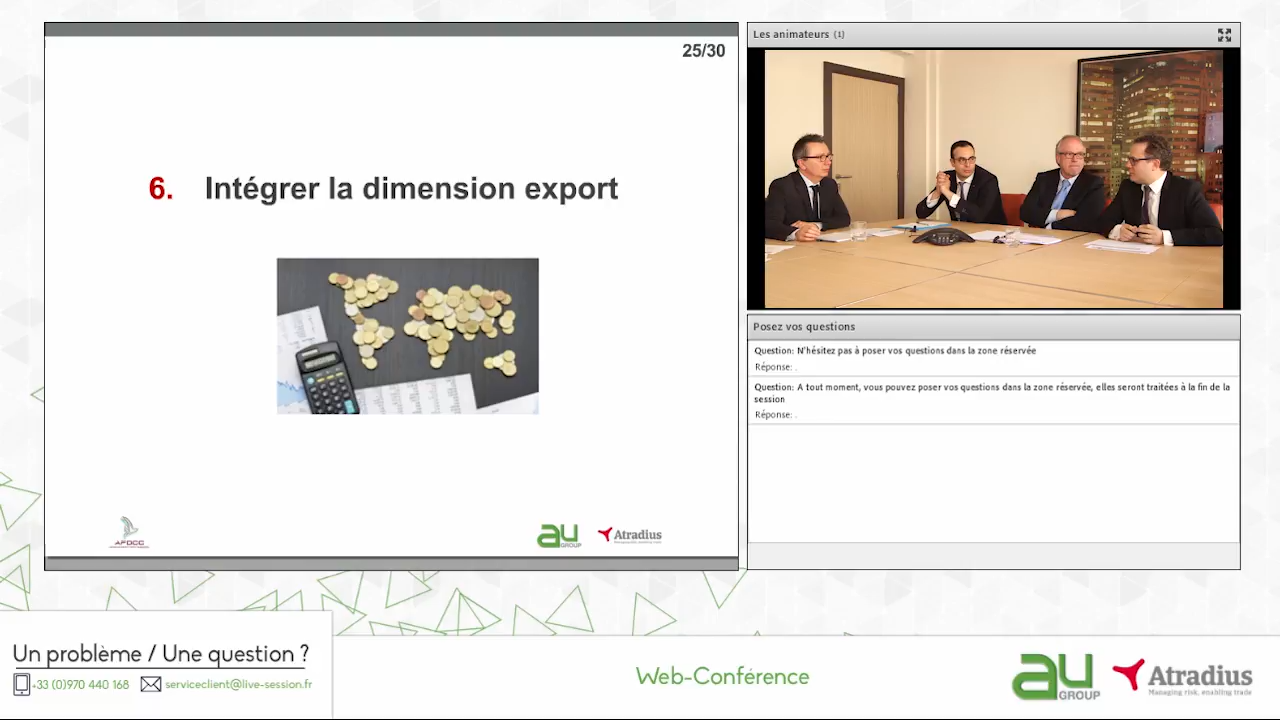 25/30
6. Intégrer la dimension export
AFDCC
au
GROUP
Atradius
Les animateurs (1)
Posez vos questions
Question: N'hésitez pas à poser vos questions dans la zone réservée
Réponse: .
Question: A tout moment, vous pouvez poser vos questions dans la zone réservée, elles seront traitées à la fin de la
session
Réponse: .
Un problème / Une question ?
+33 (0)970 440 168 serviceclient@live-session.fr
Web-Conférence
au
GROUP
Atradius
Managing risk, enabling trade